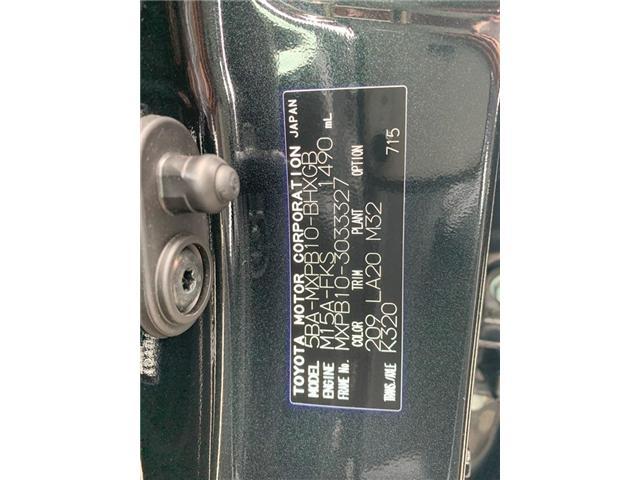 TOYOTA MOTOR CORPORATION JAPAN
MODEL 5BA-MXPB10-BHXGB
ENGINE M15A-FKS 1490 mL
FRAME No. MXPB10-3033327
COLOR TRIM PLANT OPTION
209 LA20 M32 715
TRANS./AXLE K320